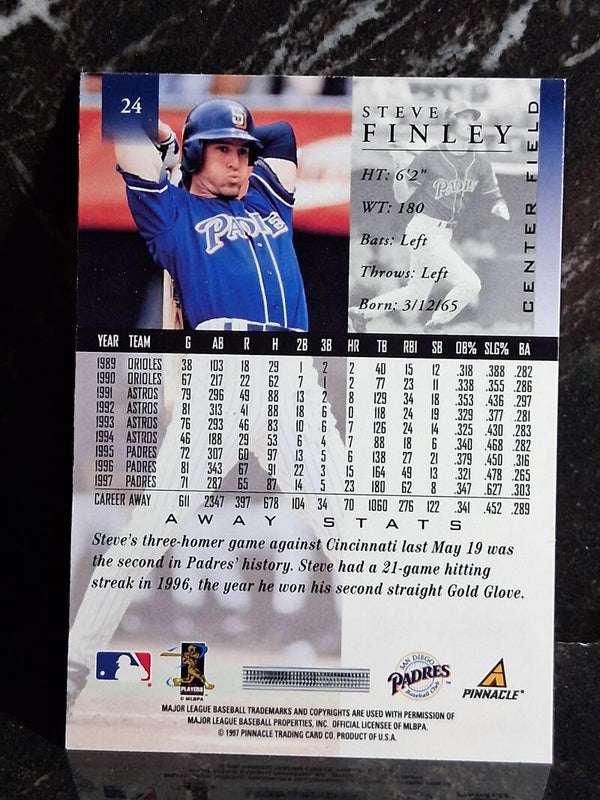 24
STEVE
FINLEY
HT: 6'2"
WT: 180
Bats: Left
Throws: Left
Born: 3/12/65
CENTER FIELD
PADRES
YEAR TEAM G AB R H 2B 3B HR TB RBI SB OB% SLG% BA
1989 ORIOLES 38 103 18 29 1 2 2 40 15 12 .318 .388 .282
1990 ORIOLES 67 217 22 62 7 1 2 77 23 11 .338 .355 .286
1991 ASTROS 79 296 49 88 13 2 8 129 34 18 .353 .436 .297
1992 ASTROS 81 313 41 88 18 6 0 118 24 19 .329 .377 .281
1993 ASTROS 76 293 46 83 10 6 7 126 24 14 .325 .430 .283
1994 ASTROS 46 188 29 53 6 4 7 88 18 6 .340 .468 .282
1995 PADRES 72 307 60 97 13 5 6 138 27 21 .379 .450 .316
1996 PADRES 81 343 67 91 22 3 15 164 49 13 .321 .478 .265
1997 PADRES 71 287 65 87 14 5 23 180 62 8 .347 .627 .303
CAREER AWAY 611 2347 397 678 104 34 70 1060 276 122 .341 .452 .289
AWAY STATS
Steve's three-homer game against Cincinnati last May 19 was
the second in Padres' history. Steve had a 21-game hitting
streak in 1996, the year he won his second straight Gold Glove.
PLAYERS
© MLBPA
SAN DIEGO
PADRES
Baseball Club
™
PINNACLE®
MAJOR LEAGUE BASEBALL TRADEMARKS AND COPYRIGHTS ARE USED WITH PERMISSION OF
MAJOR LEAGUE BASEBALL PROPERTIES, INC. OFFICIAL LICENSEE OF MLBPA.
© 1997 PINNACLE TRADING CARD CO. PRODUCT OF U.S.A.